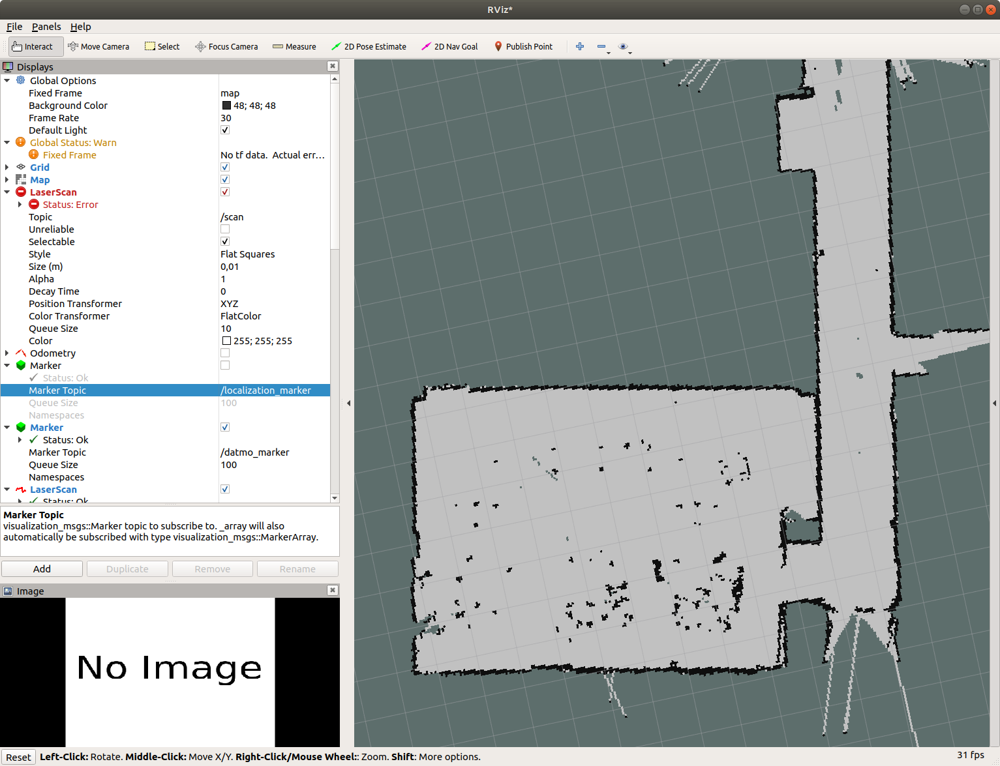 RViz*
File Panels Help
Interact Move Camera Select Focus Camera Measure 2D Pose Estimate 2D Nav Goal Publish Point
Displays
Global Options
Fixed Frame map
Background Color 48; 48; 48
Frame Rate 30
Default Light
Global Status: Warn
Fixed Frame No tf data. Actual err...
Grid
Map
LaserScan
Status: Error
Topic /scan
Unreliable
Selectable
Style Flat Squares
Size (m) 0,01
Alpha 1
Decay Time 0
Position Transformer XYZ
Color Transformer FlatColor
Queue Size 10
Color 255; 255; 255
Odometry
Marker
Status: Ok
Marker Topic /localization_marker
Queue Size 100
Namespaces
Marker
Status: Ok
Marker Topic /datmo_marker
Queue Size 100
Namespaces
LaserScan
Status: Ok
Marker Topic
visualization_msgs::Marker topic to subscribe to. _array will also
automatically be subscribed with type visualization_msgs::MarkerArray.
Add Duplicate Remove Rename
Image
No Image
Reset Left-Click: Rotate. Middle-Click: Move X/Y. Right-Click/Mouse Wheel:: Zoom. Shift: More options. 31 fps